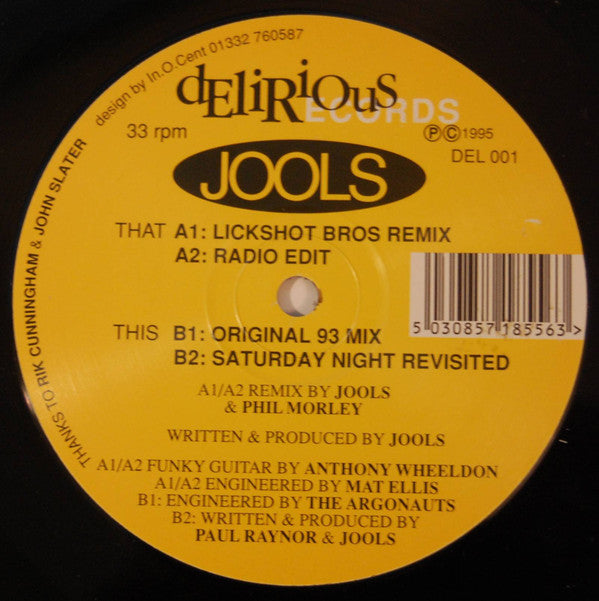 design by In.O.Cent 01332 760587
dELiRiOus
RECORDS
33 rpm
ⓅⒸ1995
DEL 001
JOOLS
THAT A1: LICKSHOT BROS REMIX
A2: RADIO EDIT
5 030857 185563>
THIS B1: ORIGINAL 93 MIX
B2: SATURDAY NIGHT REVISITED
A1/A2 REMIX BY JOOLS
& PHIL MORLEY
WRITTEN & PRODUCED BY JOOLS
A1/A2 FUNKY GUITAR BY ANTHONY WHEELDON
A1/A2 ENGINEERED BY MAT ELLIS
B1: ENGINEERED BY THE ARGONAUTS
B2: WRITTEN & PRODUCED BY
PAUL RAYNOR & JOOLS
THANKS TO RIK CUNNINGHAM & JOHN SLATER